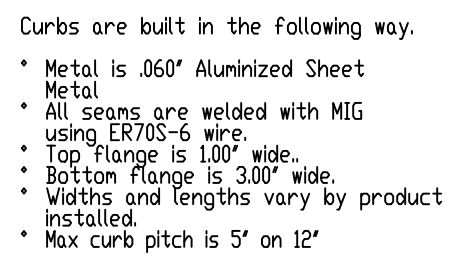 Curbs are built in the following way.
° Metal is .060" Aluminized Sheet
Metal
° All seams are welded with MIG
using ER70S-6 wire.
° Top flange is 1.00" wide..
° Bottom flange is 3.00" wide.
° Widths and lengths vary by product
installed.
° Max curb pitch is 5" on 12"